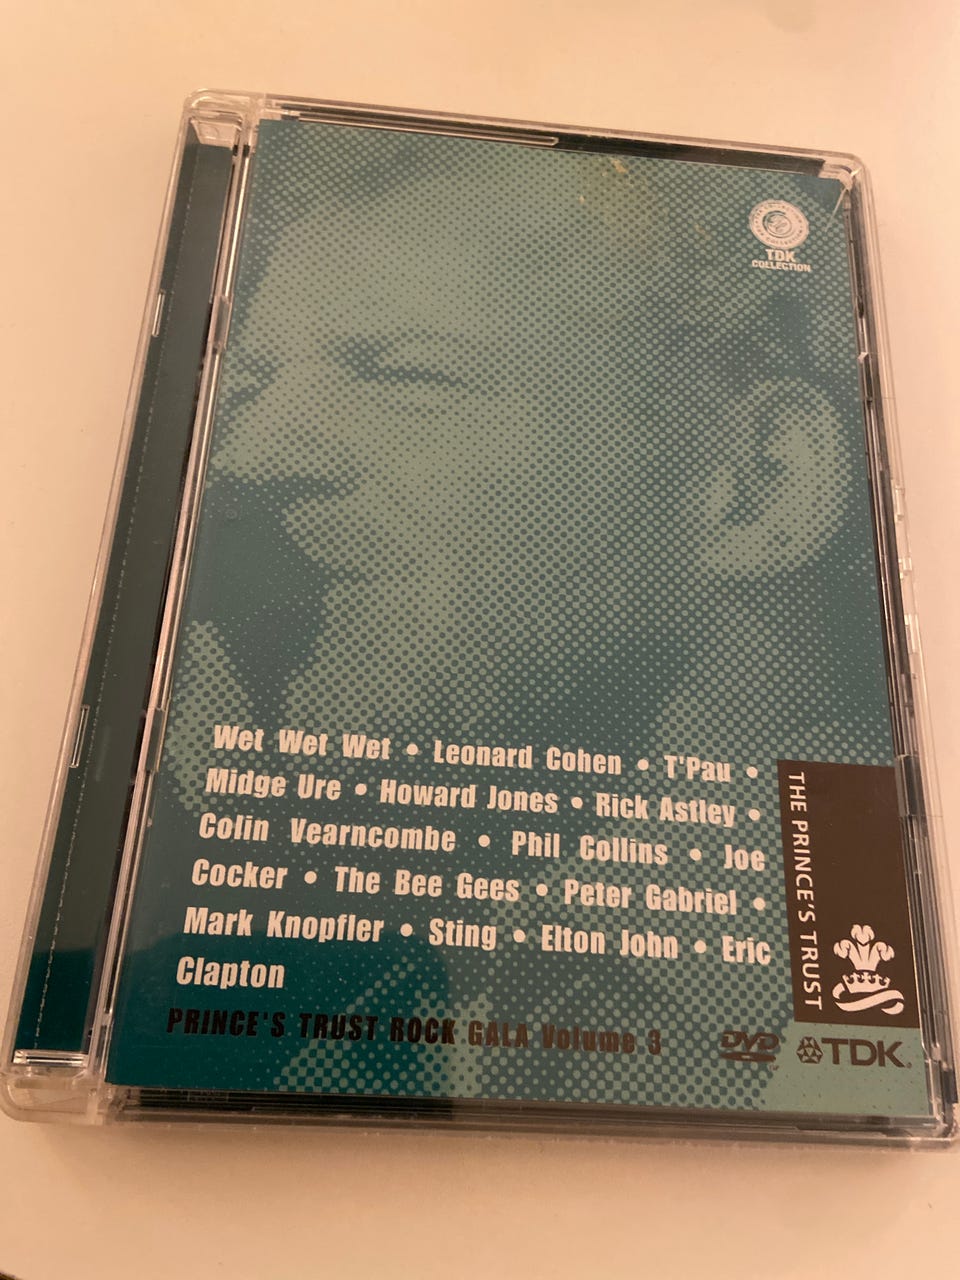 TDK
COLLECTION
Wet Wet Wet • Leonard Cohen • T'Pau •
Midge Ure • Howard Jones • Rick Astley •
Colin Vearncombe • Phil Collins • Joe
Cocker • The Bee Gees • Peter Gabriel •
Mark Knopfler • Sting • Elton John • Eric
Clapton
PRINCE'S TRUST ROCK GALA Volume 3
THE PRINCE'S TRUST
DVD
TDK